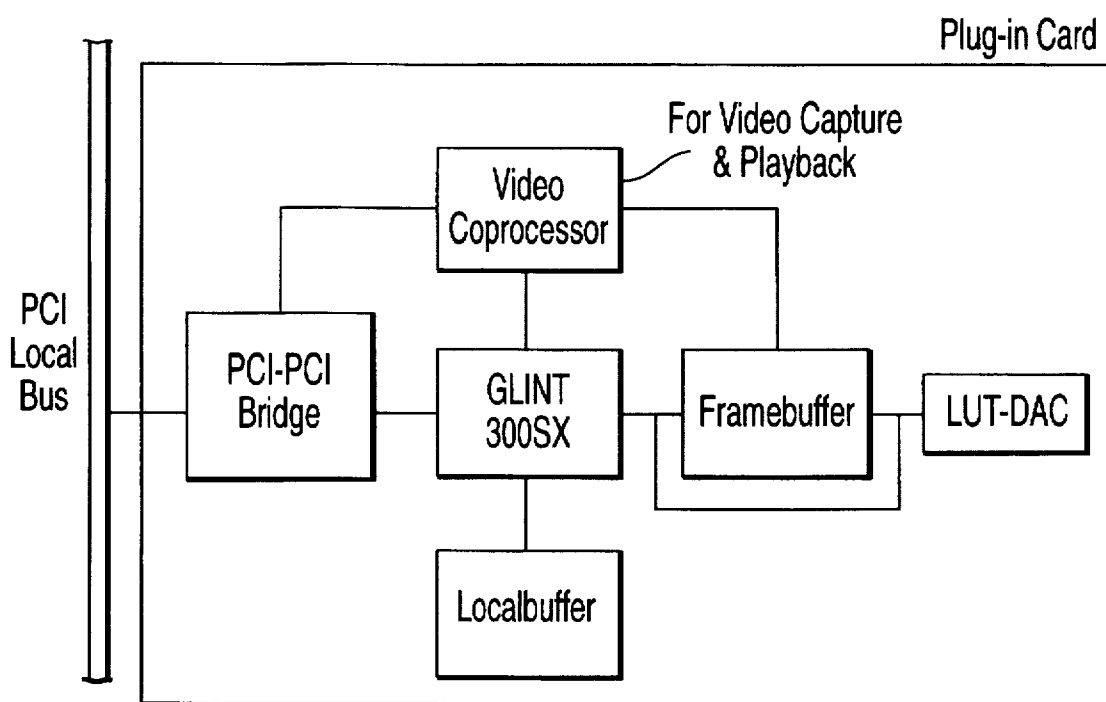 Plug-in Card
For Video Capture
& Playback
Video
Coprocessor
PCI
Local
Bus
PCI-PCI
Bridge
GLINT
300SX
Framebuffer
LUT-DAC
Localbuffer